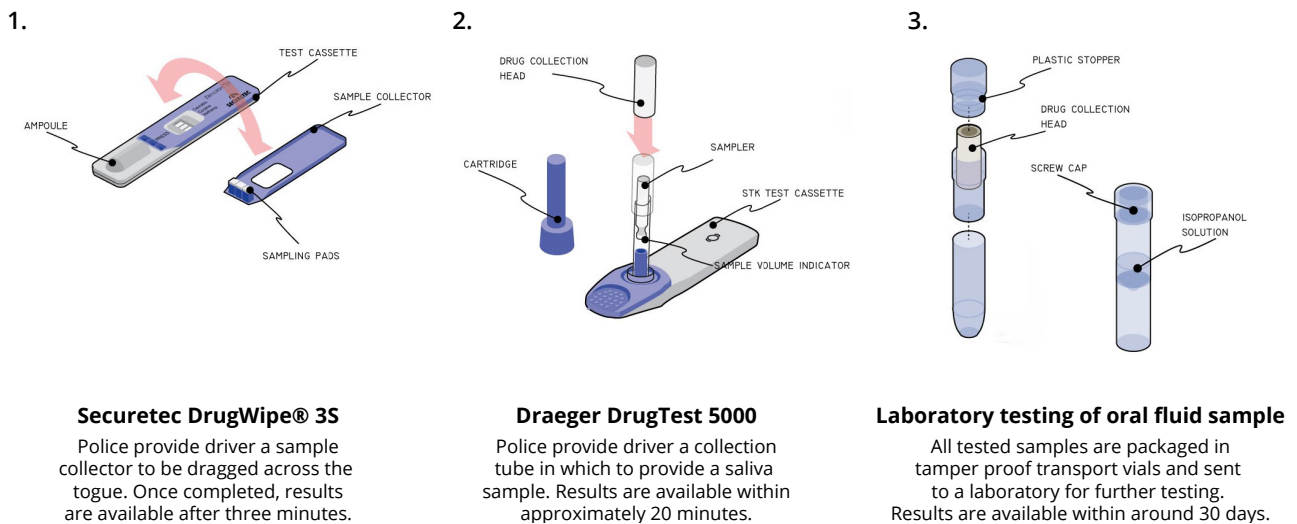 1.
TEST CASSETTE
SAMPLE COLLECTOR
AMPOULE
SECURETEC
SAMPLING PADS
2.
DRUG COLLECTION
HEAD
SAMPLER
CARTRIDGE
STK TEST CASSETTE
SAMPLE VOLUME INDICATOR
3.
PLASTIC STOPPER
DRUG COLLECTION
HEAD
SCREW CAP
ISOPROPANOL
SOLUTION
Securetec DrugWipe® 3S
Police provide driver a sample
collector to be dragged across the
togue. Once completed, results
are available after three minutes.
Draeger DrugTest 5000
Police provide driver a collection
tube in which to provide a saliva
sample. Results are available within
approximately 20 minutes.
Laboratory testing of oral fluid sample
All tested samples are packaged in
tamper proof transport vials and sent
to a laboratory for further testing.
Results are available within around 30 days.